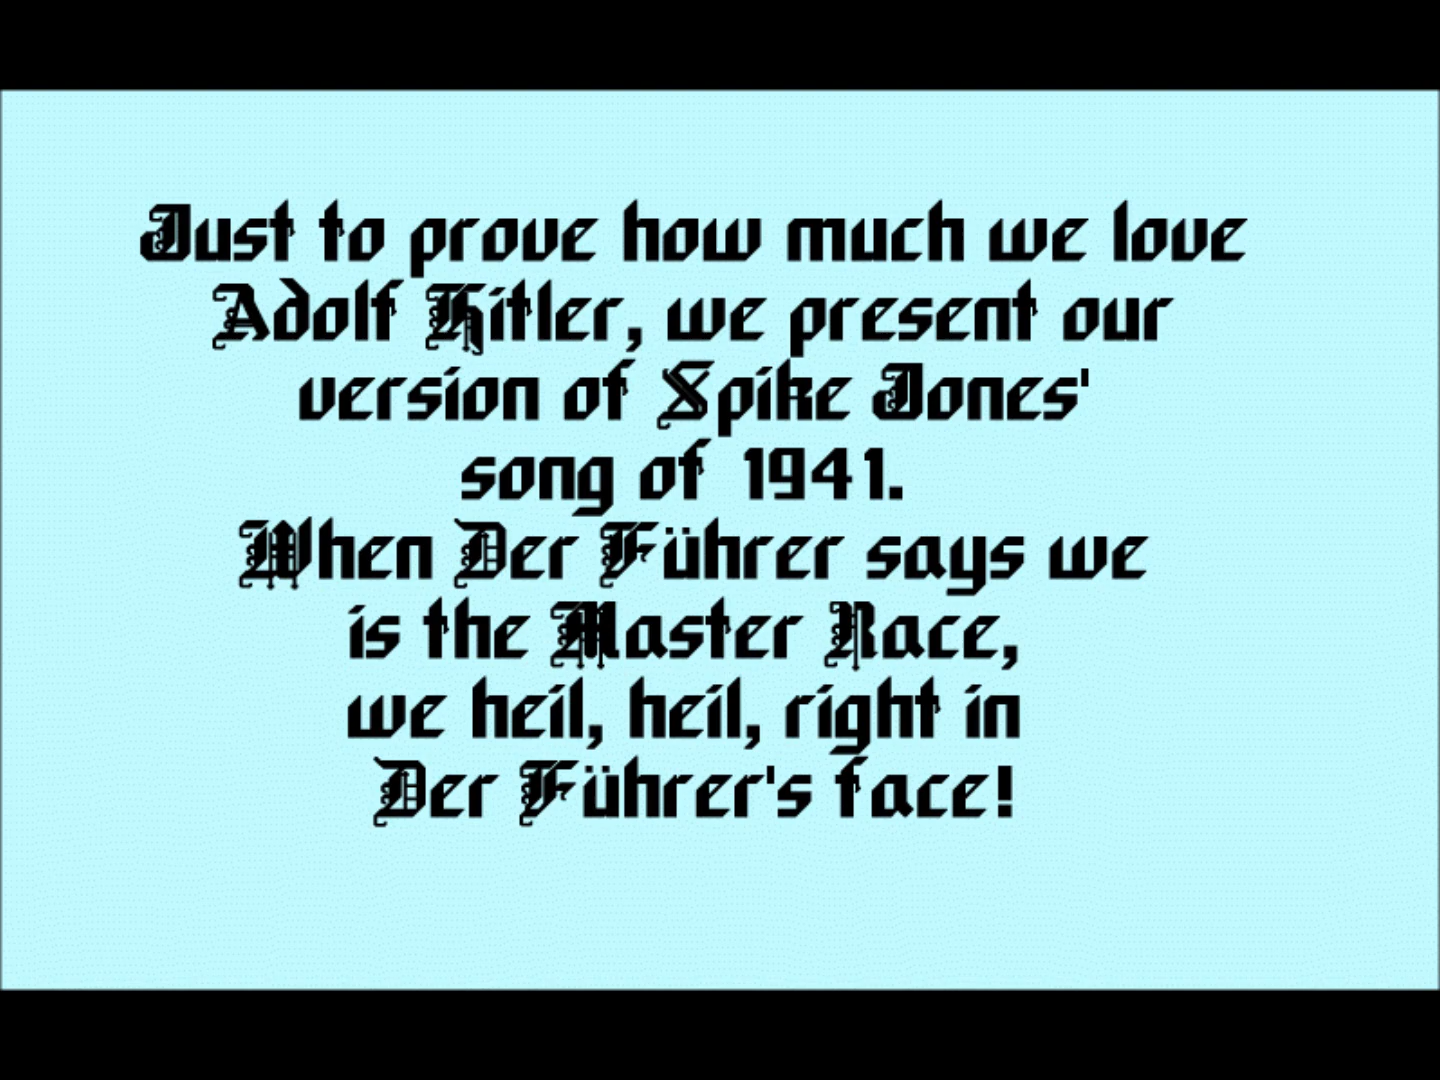 Just to prove how much we love
Adolf Hitler, we present our
version of Spike Jones'
song of 1941.
When Der Führer says we
is the Master Race,
we heil, heil, right in
Der Führer's face!